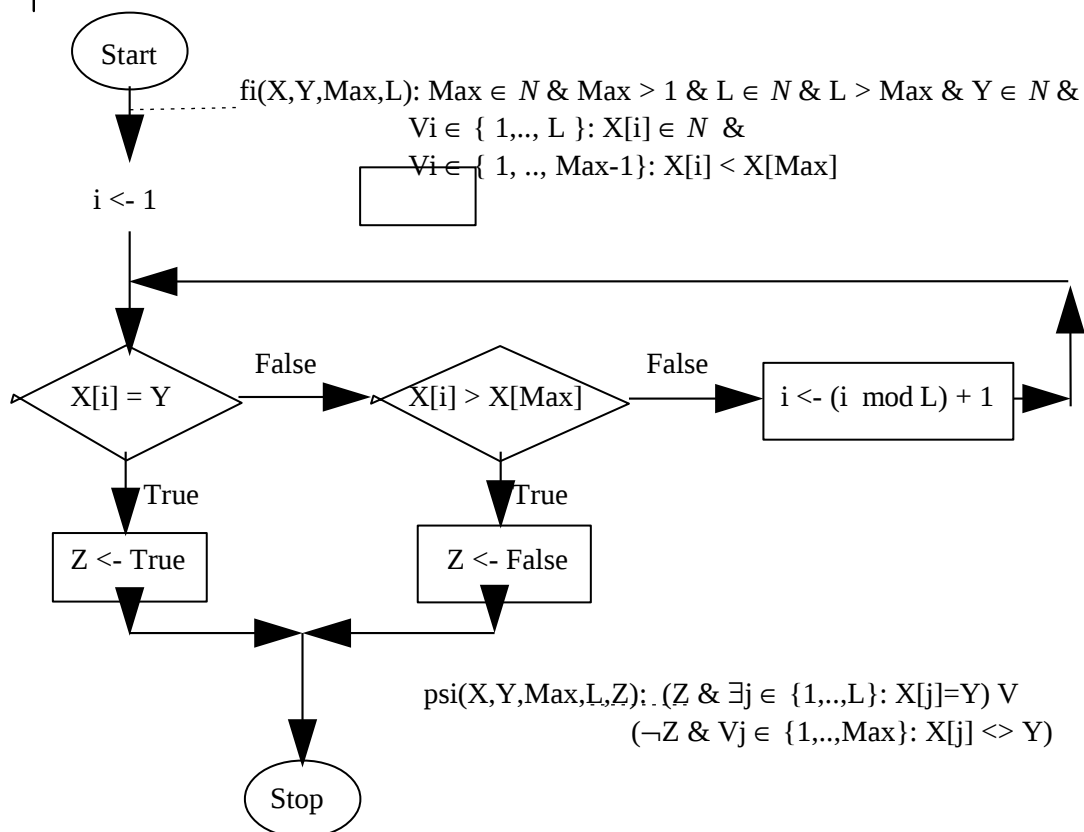 Start
fi(X,Y,Max,L): Max ∈ N & Max > 1 & L ∈ N & L > Max & Y ∈ N &
Vi ∈ { 1,.., L }: X[i] ∈ N &
Vi ∈ { 1, .., Max-1}: X[i] < X[Max]
i <- 1
X[i] = Y
False
X[i] > X[Max]
False
i <- (i mod L) + 1
True
True
Z <- True
Z <- False
psi(X,Y,Max,L,Z): (Z & ∃j ∈ {1,..,L}: X[j]=Y) V
(¬Z & Vj ∈ {1,..,Max}: X[j] <> Y)
Stop